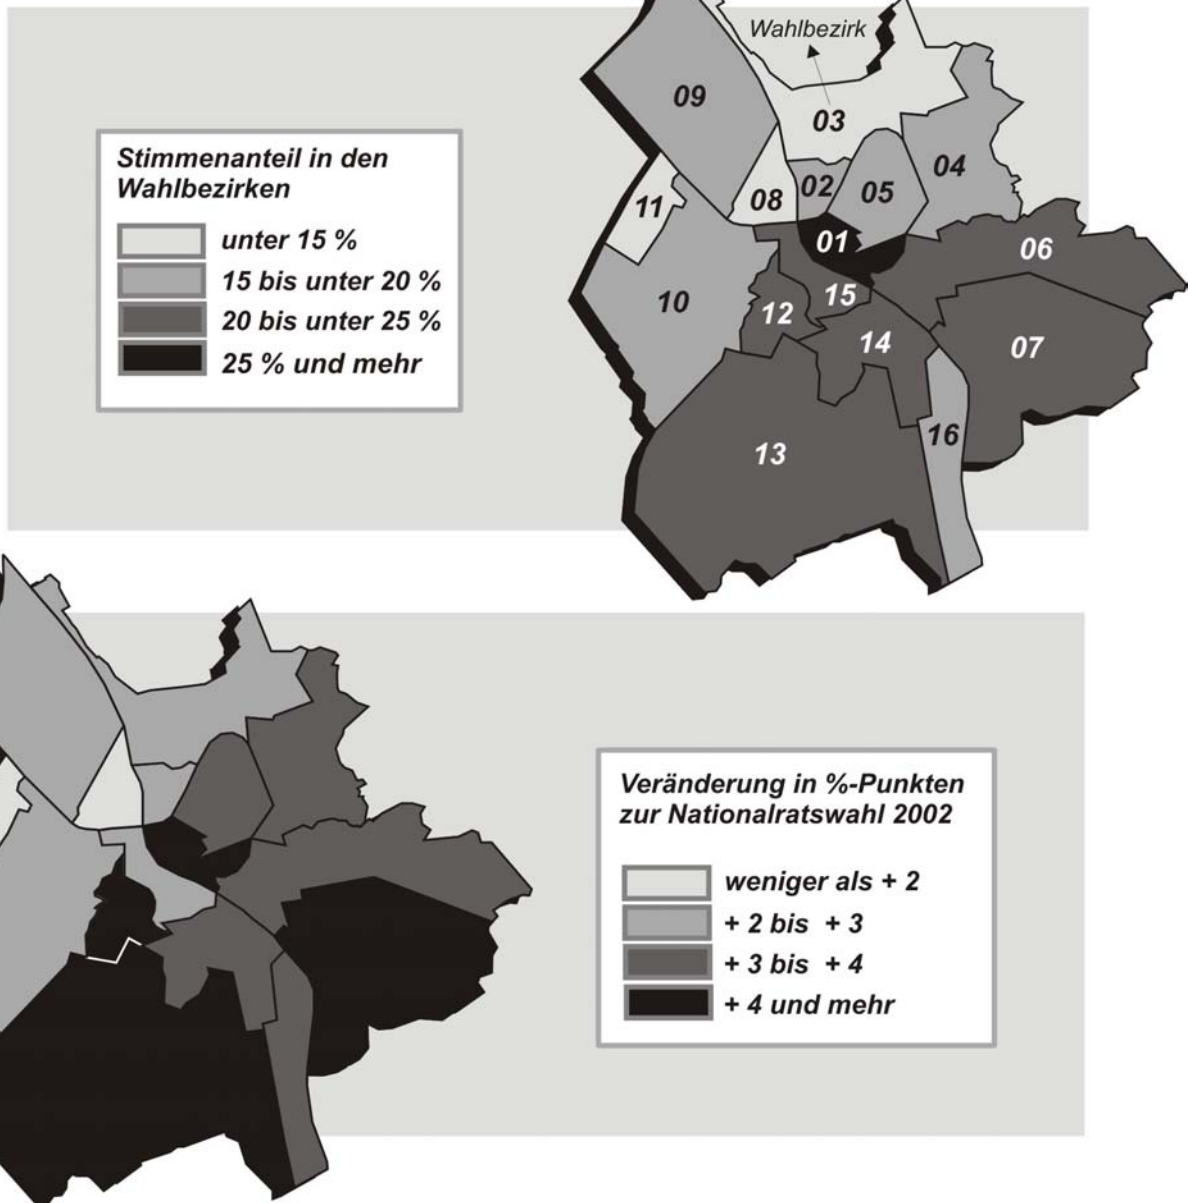 Wahlbezirk
09
03
04
02
05
08
11
01
06
10
15
12
14
07
16
13
Stimmenanteil in den
Wahlbezirken
unter 15 %
15 bis unter 20 %
20 bis unter 25 %
25 % und mehr
Veränderung in %-Punkten
zur Nationalratswahl 2002
weniger als + 2
+ 2 bis + 3
+ 3 bis + 4
+ 4 und mehr